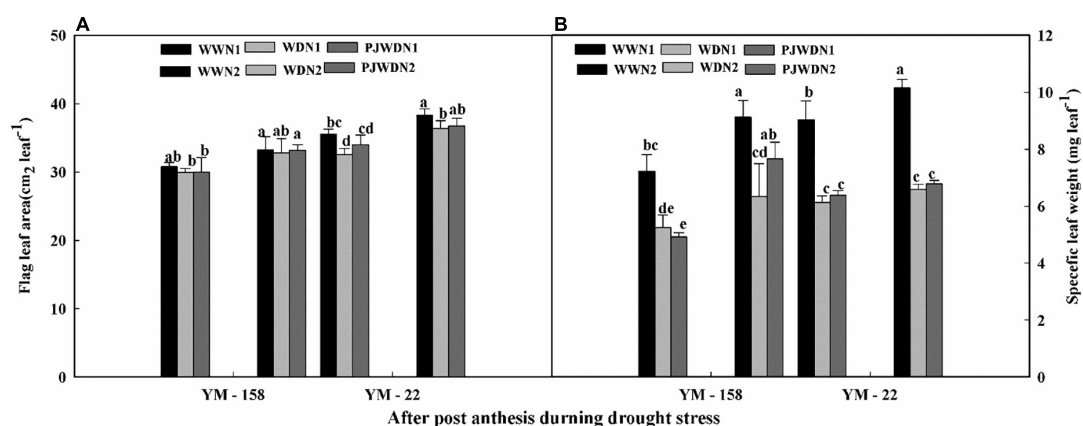 A
B
50
40
30
20
10
0
Flag leaf area(cm2 leaf-1)
WWN1 WDN1 PJWDN1
WWN2 WDN2 PJWDN2
ab b b
a ab a
bc d cd
a b ab
YM - 158 YM - 22
WWN1 WDN1 PJWDN1
WWN2 WDN2 PJWDN2
bc de e
a cd ab
b c c
a c c
YM - 158 YM - 22
12
10
8
6
4
2
0
Specefic leaf weight (mg leaf-1)
After post anthesis durning drought stress